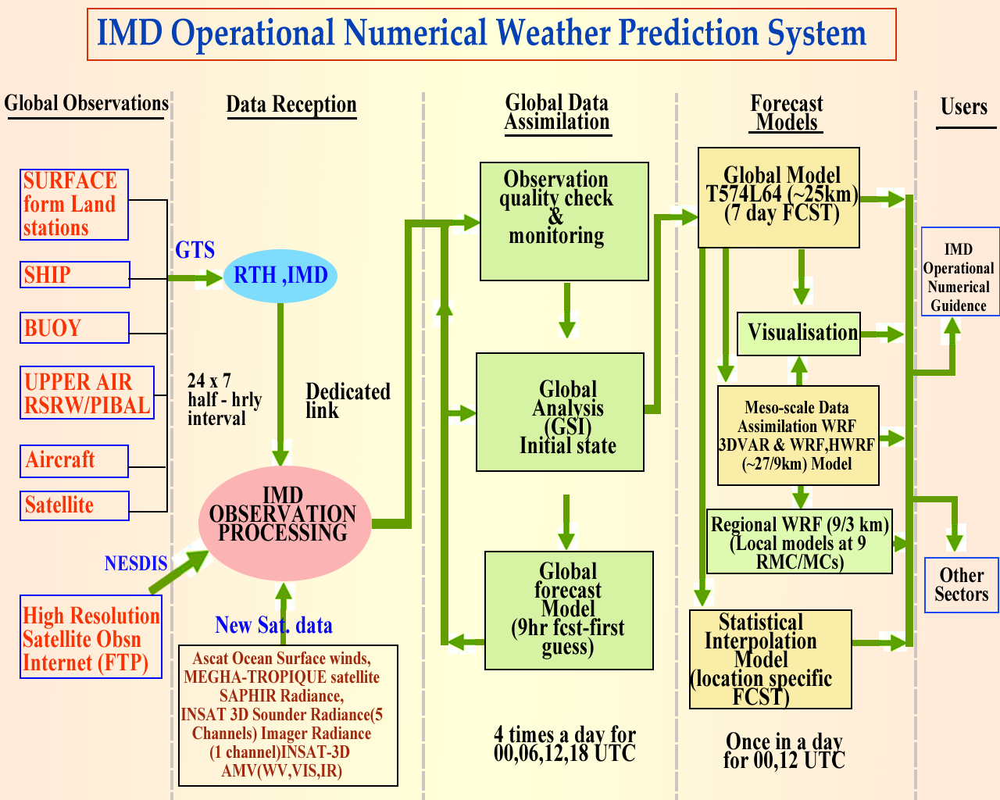 IMD Operational Numerical Weather Prediction System
Global Observations
SURFACE
form Land
stations
SHIP
BUOY
UPPER AIR
RSRW/PIBAL
Aircraft
Satellite
NESDIS
High Resolution
Satellite Obsn
Internet (FTP)
Data Reception
GTS
RTH ,IMD
24 x 7
half - hrly
interval
Dedicated
link
IMD
OBSERVATION
PROCESSING
New Sat. data
Ascat Ocean Surface winds,
MEGHA-TROPIQUE satellite
SAPHIR Radiance,
INSAT 3D Sounder Radiance(5
Channels) Imager Radiance
(1 channel)INSAT-3D
AMV(WV,VIS,IR)
Global Data
Assimilation
Observation
quality check
&
monitoring
Global
Analysis
(GSI)
Initial state
Global
forecast
Model
(9hr fcst-first
guess)
4 times a day for
00,06,12,18 UTC
Forecast
Models
Global Model
T574L64 (~25km)
(7 day FCST)
Visualisation
Meso-scale Data
Assimilation WRF
3DVAR & WRF,HWRF
(~27/9km) Model
Regional WRF (9/3 km)
(Local models at 9
RMC/MCs)
Statistical
Interpolation
Model
(location specific
FCST)
Once in a day
for 00,12 UTC
Users
IMD
Operational
Numerical
Guidence
Other
Sectors